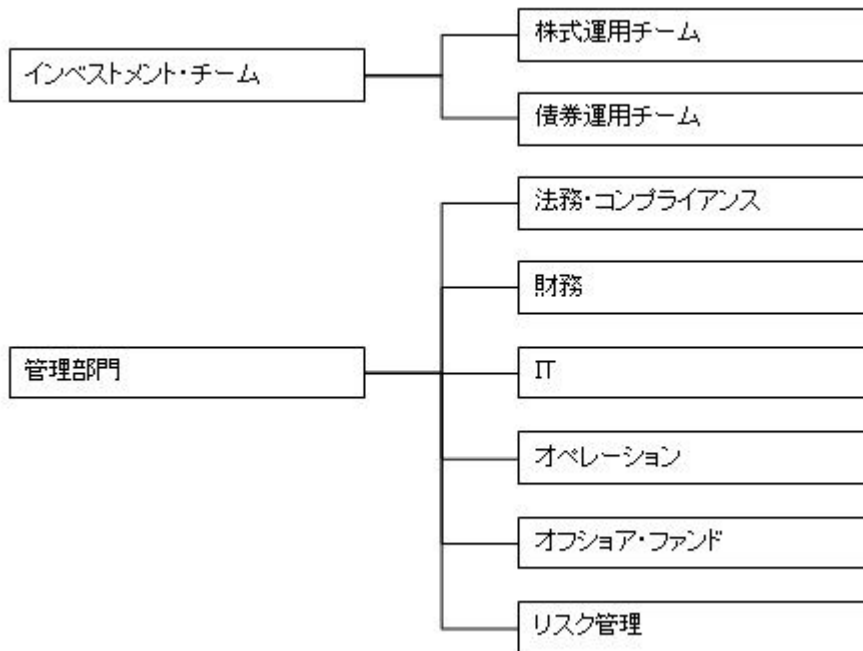 株式運用チーム
インベストメント・チーム
債券運用チーム
法務・コンプライアンス
財務
管理部門
IT
オペレーション
オフショア・ファンド
リスク管理